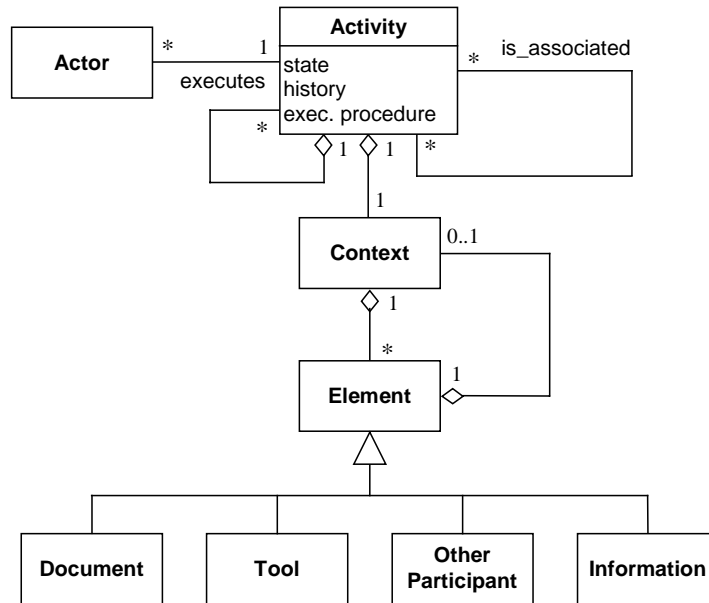 Activity
* 1
is_associated
Actor
executes
state
history
exec. procedure
*
*
1
1
*
1
Context
0..1
1
*
Element
1
Document
Tool
Other
Participant
Information